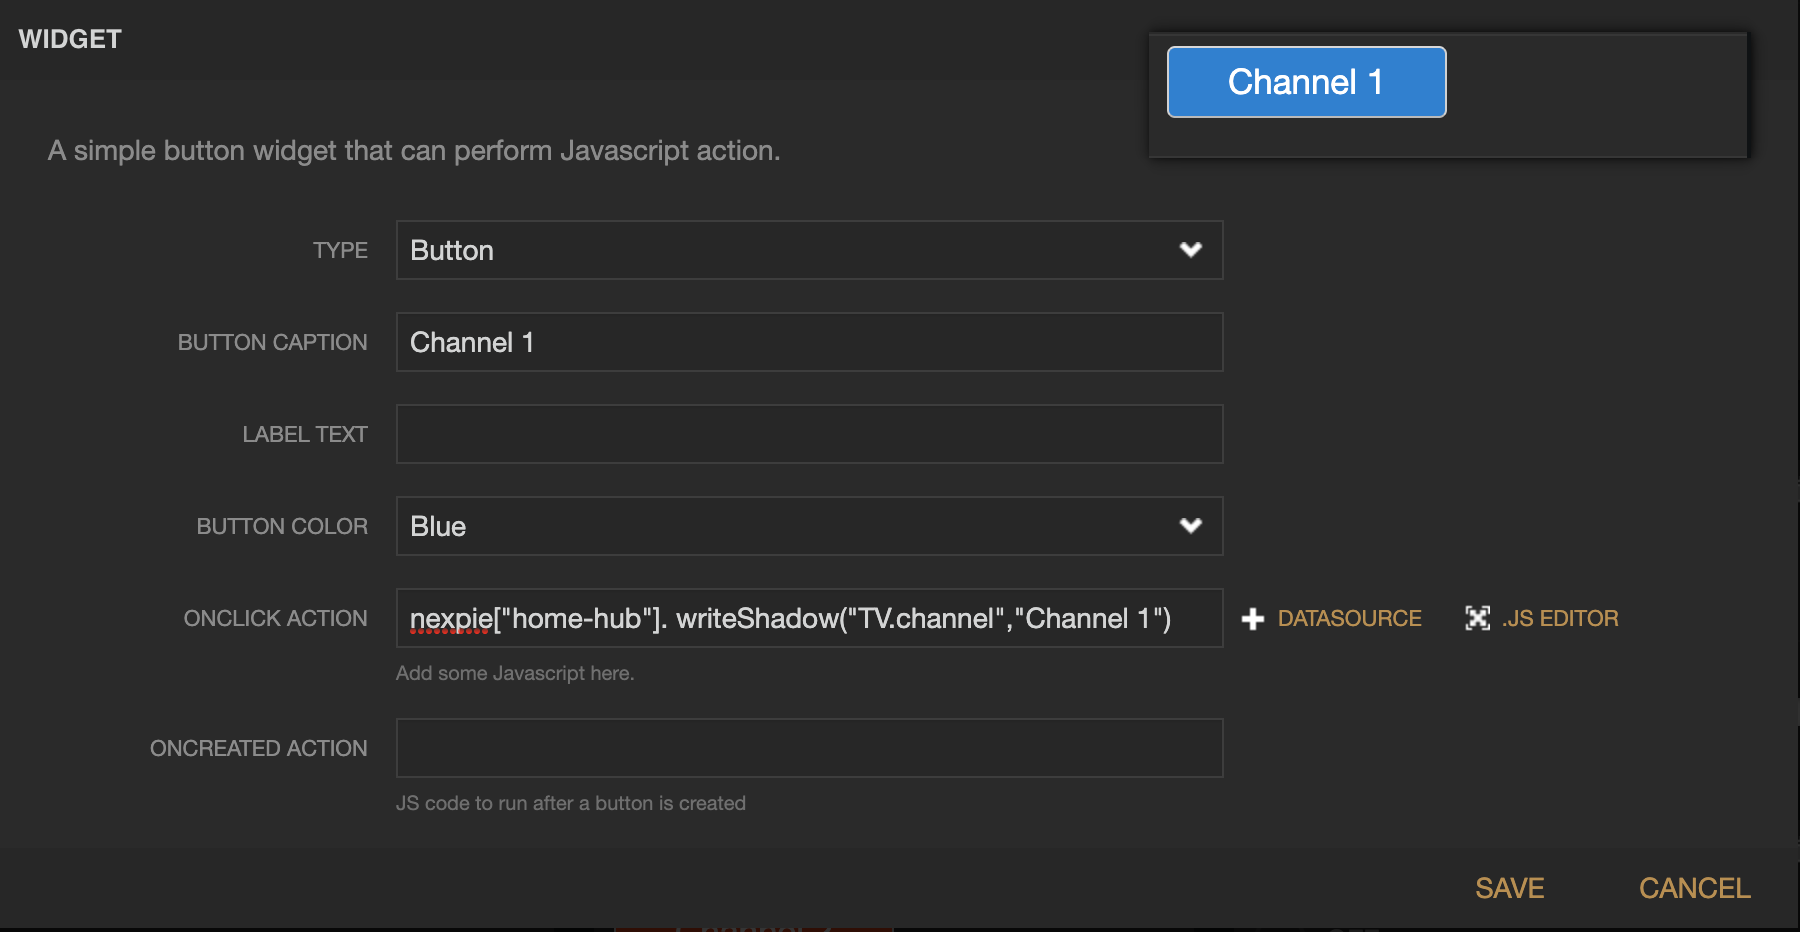 WIDGET
Channel 1
A simple button widget that can perform Javascript action.
TYPE
Button
BUTTON CAPTION
Channel 1
LABEL TEXT
BUTTON COLOR
Blue
ONCLICK ACTION
nexpie["home-hub"]. writeShadow("TV.channel","Channel 1")
DATASOURCE
.JS EDITOR
Add some Javascript here.
ONCREATED ACTION
JS code to run after a button is created
SAVE
CANCEL